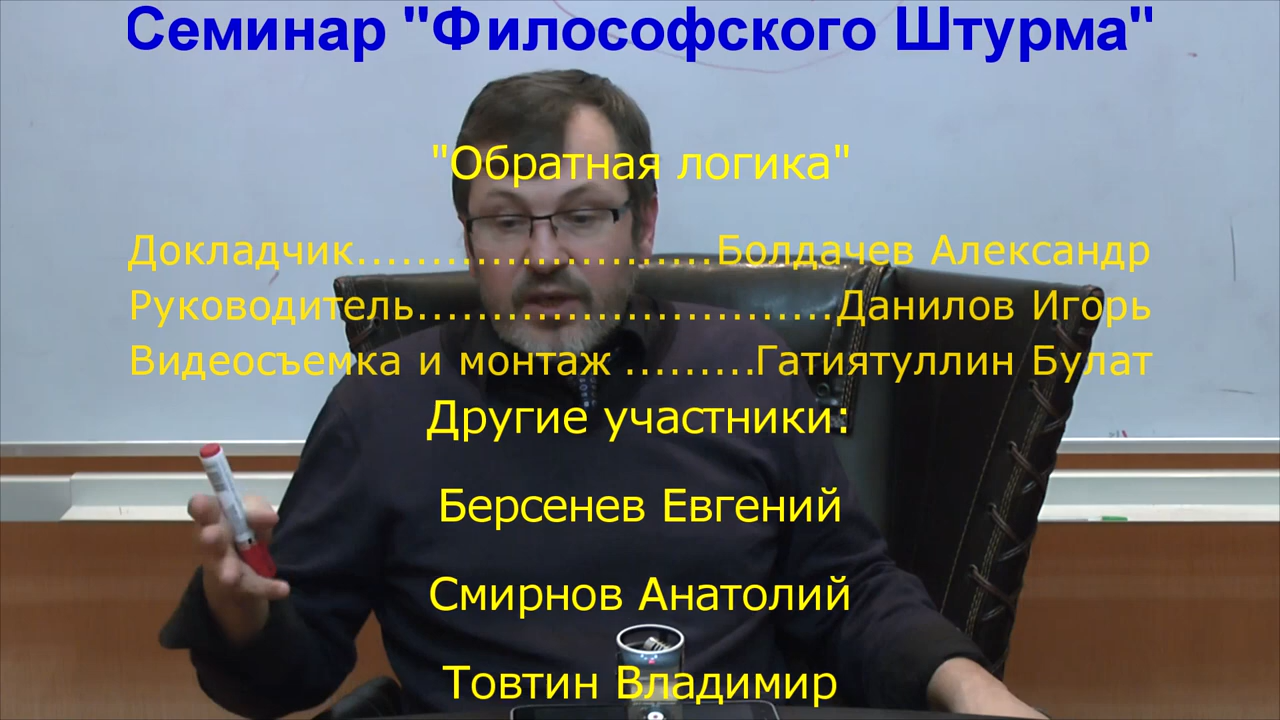 Семинар "Философского Штурма"
"Обратная логика"
Докладчик........................Болдачев Александр
Руководитель............................Данилов Игорь
Видеосъемка и монтаж .........Гатиятуллин Булат
Другие участники:
Берсенев Евгений
Смирнов Анатолий
Товтин Владимир